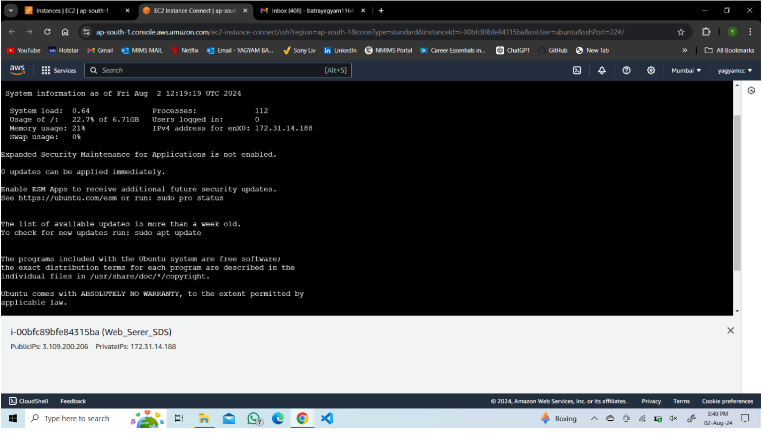 Instances | EC2 | ap-south-1
EC2 Instance Connect | ap-sout
Inbox (408) - batrayagyam116
ap-south-1.console.aws.amazon.com/ec2-instance-connect/ssh?region=ap-south-1&connType=standard&instanceId=i-00bfc89bfe84315ba&osUser=ubuntu&sshPort=22#/
YouTube Hotstar Gmail MIMS MAIL Netflix Email - YAGYAM BA... Sony Liv LinkedIn NMIMS Portal Career Essentials in... ChatGPT GitHub New Tab » All Bookmarks
aws Services Search [Alt+S] Mumbai yagyamcc
System information as of Fri Aug 2 12:19:19 UTC 2024
System load: 0.64 Processes: 112
Usage of /: 22.7% of 6.71GB Users logged in: 0
Memory usage: 21% IPv4 address for enX0: 172.31.14.188
Swap usage: 0%
Expanded Security Maintenance for Applications is not enabled.
0 updates can be applied immediately.
Enable ESM Apps to receive additional future security updates.
See https://ubuntu.com/esm or run: sudo pro status
The list of available updates is more than a week old.
To check for new updates run: sudo apt update
The programs included with the Ubuntu system are free software;
the exact distribution terms for each program are described in the
individual files in /usr/share/doc/*/copyright.
Ubuntu comes with ABSOLUTELY NO WARRANTY, to the extent permitted by
applicable law.
i-00bfc89bfe84315ba (Web_Serer_SDS)
PublicIPs: 3.109.200.206 PrivateIPs: 172.31.14.188
CloudShell Feedback © 2024, Amazon Web Services, Inc. or its affiliates. Privacy Terms Cookie preferences
Type here to search
Boxing
5:49 PM
02-Aug-24